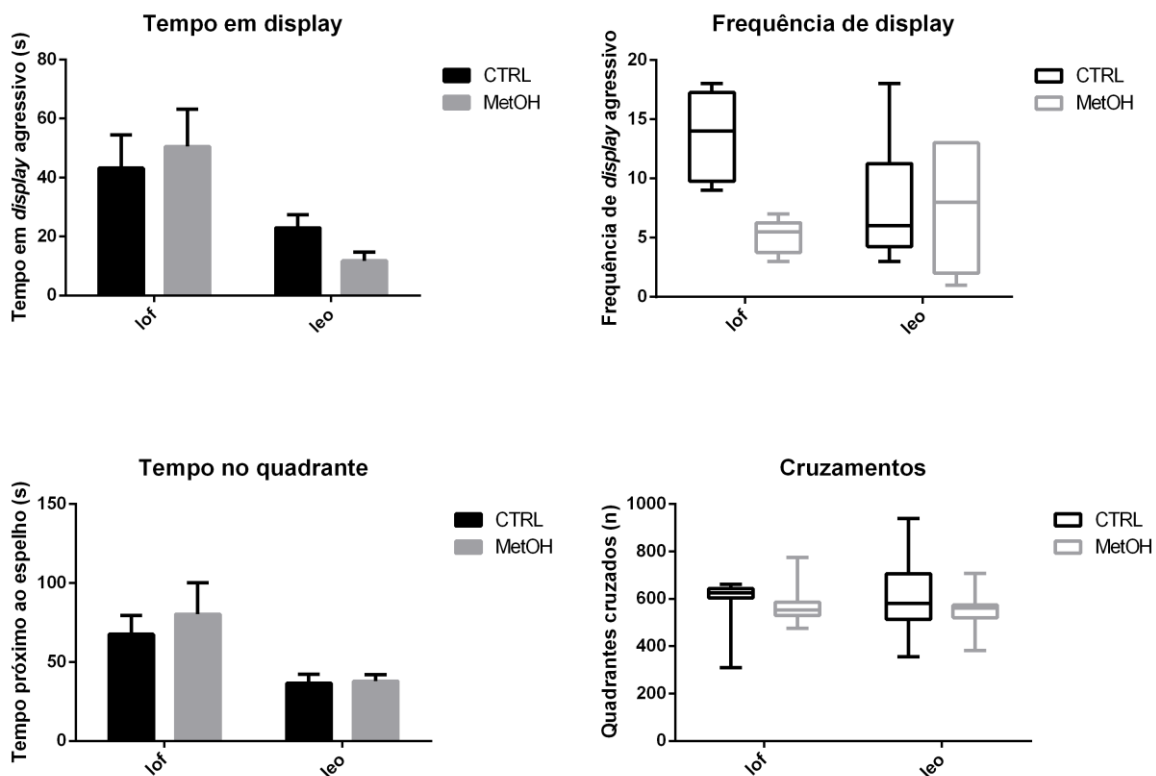 Tempo em display
Tempo em display agressivo (s)
80
60
40
20
0
lof
leo
CTRL
MetOH
Frequência de display
Frequência de display agressivo
20
15
10
5
0
lof
leo
CTRL
MetOH
Tempo no quadrante
Tempo próximo ao espelho (s)
150
100
50
0
lof
leo
CTRL
MetOH
Cruzamentos
Quadrantes cruzados (n)
1000
800
600
400
200
0
lof
leo
CTRL
MetOH